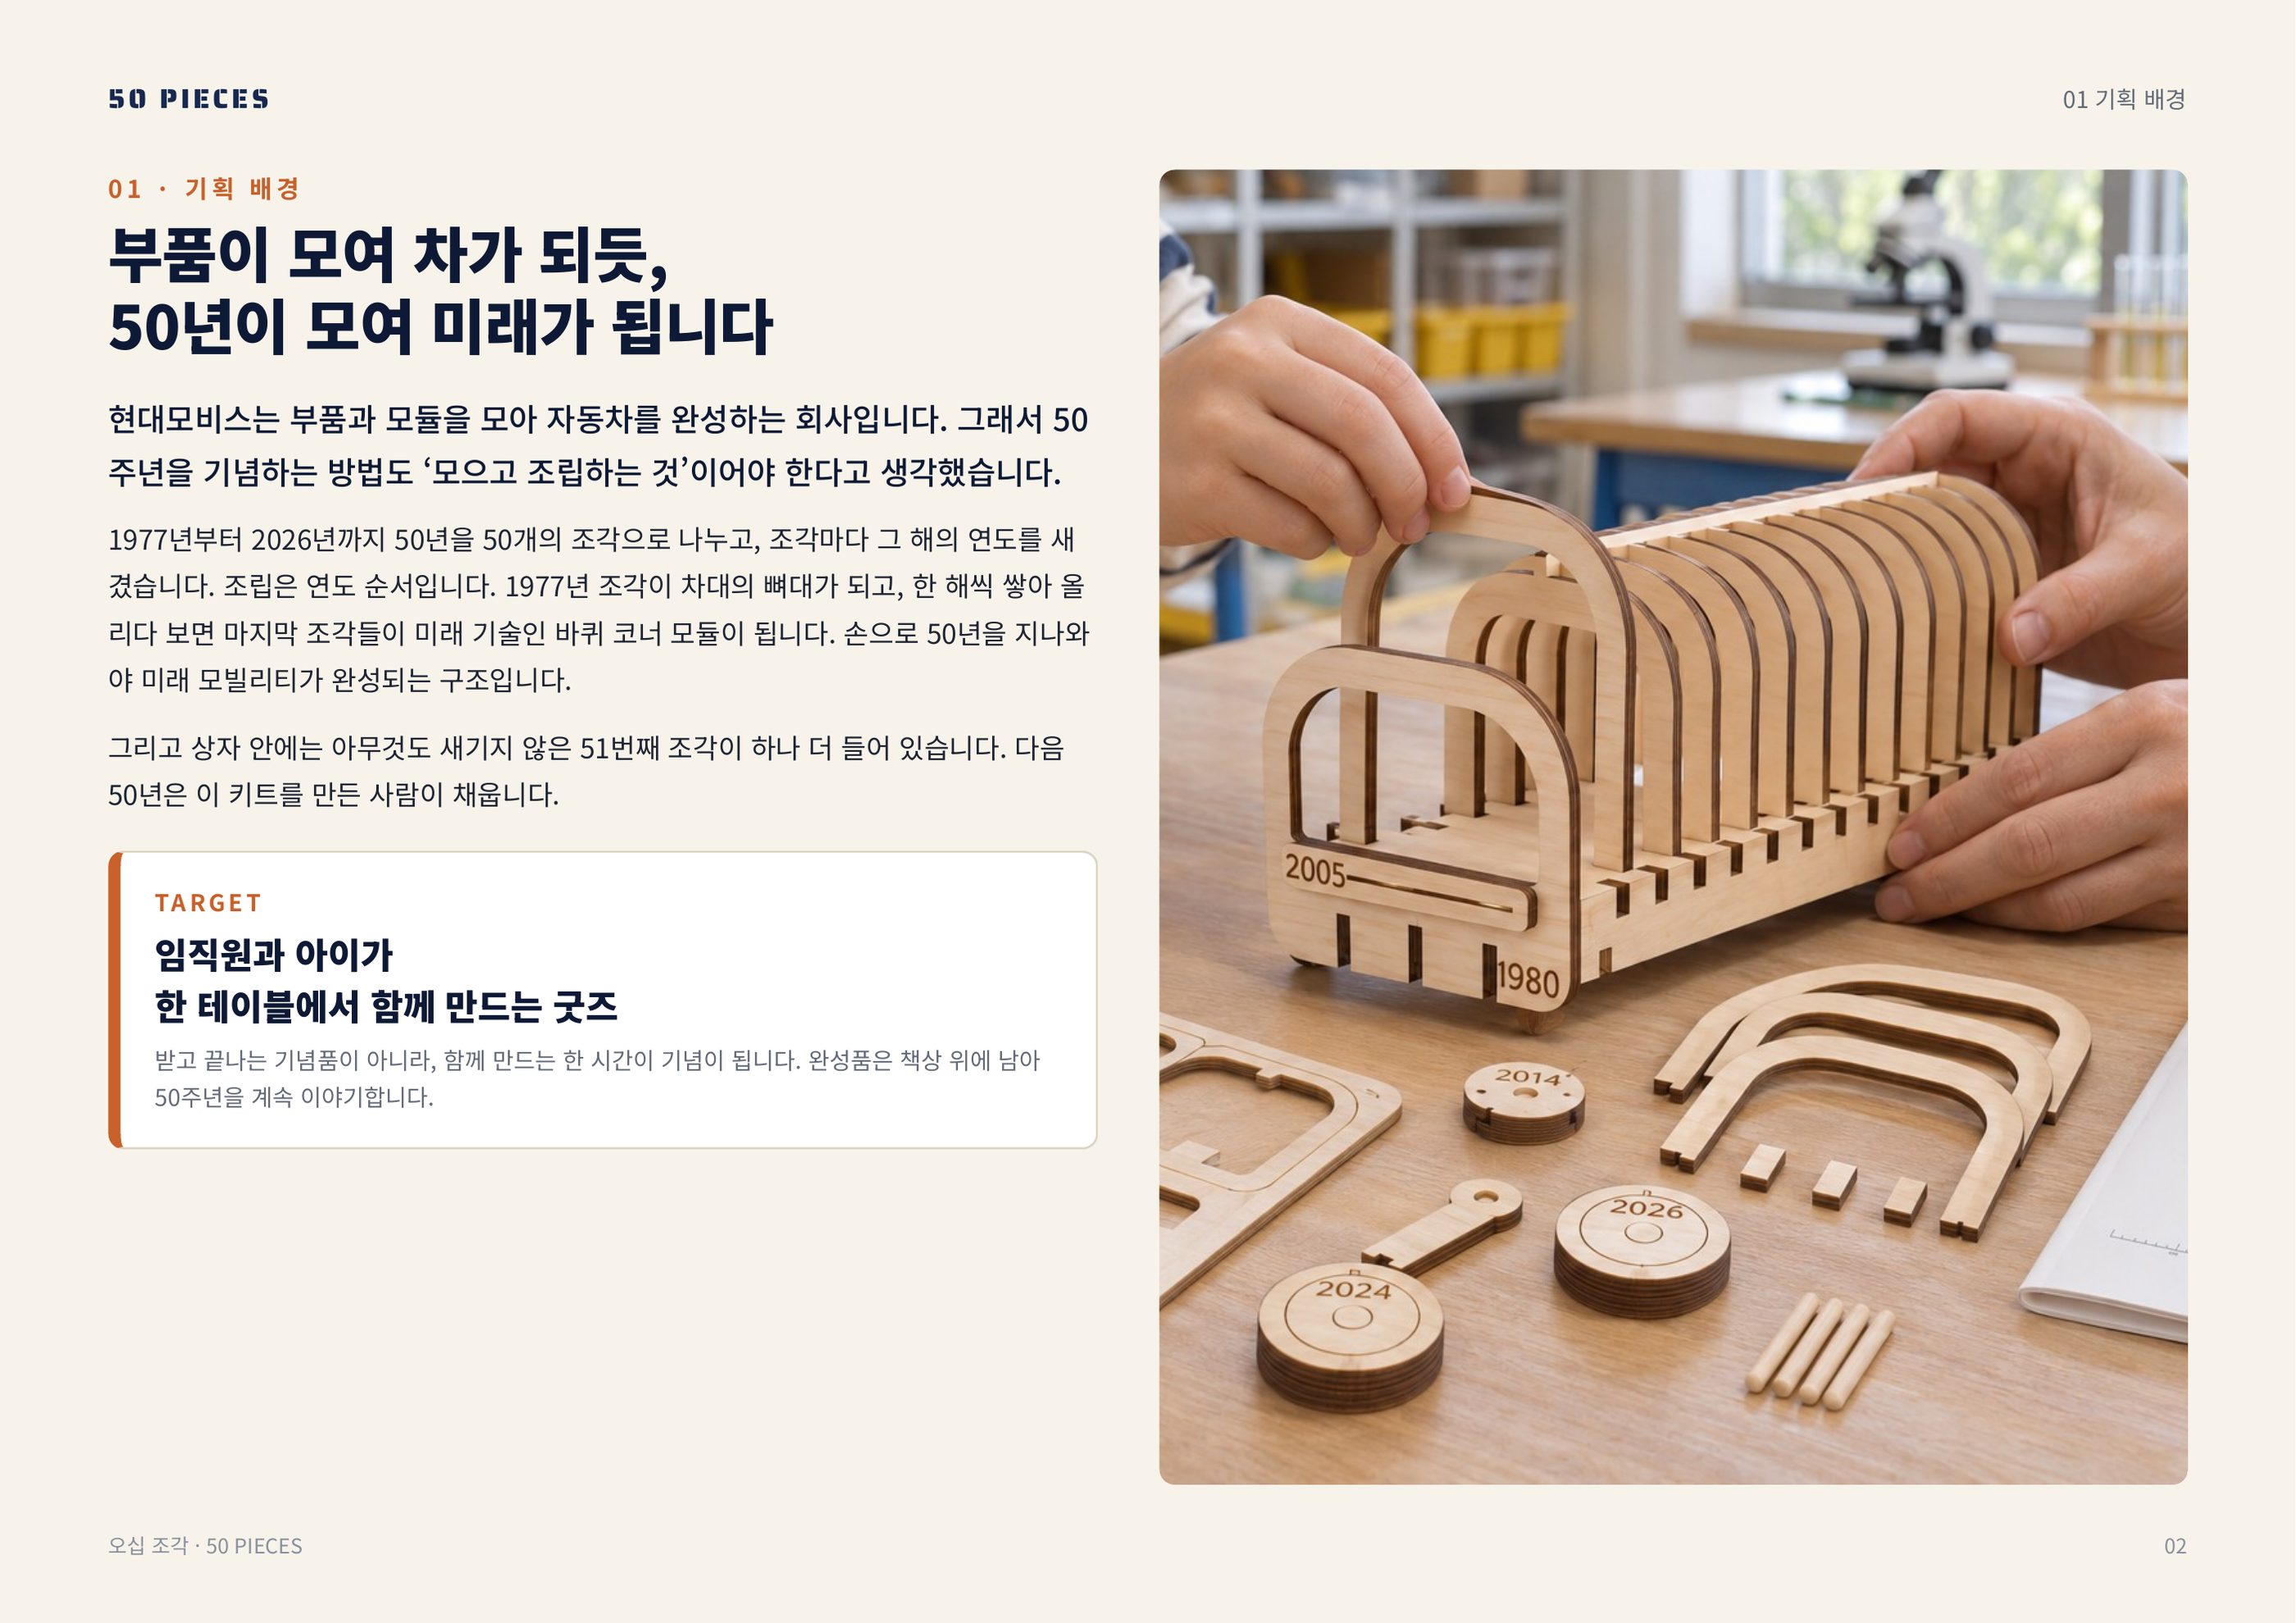 50 PIECES
01 기획 배경
01 · 기획 배경
부품이 모여 차가 되듯,
50년이 모여 미래가 됩니다
현대모비스는 부품과 모듈을 모아 자동차를 완성하는 회사입니다. 그래서 50
주년을 기념하는 방법도 ‘모으고 조립하는 것’이어야 한다고 생각했습니다.
1977년부터 2026년까지 50년을 50개의 조각으로 나누고, 조각마다 그 해의 연도를 새
겼습니다. 조립은 연도 순서입니다. 1977년 조각이 차대의 뼈대가 되고, 한 해씩 쌓아 올
리다 보면 마지막 조각들이 미래 기술인 바퀴 코너 모듈이 됩니다. 손으로 50년을 지나와
야 미래 모빌리티가 완성되는 구조입니다.
그리고 상자 안에는 아무것도 새기지 않은 51번째 조각이 하나 더 들어 있습니다. 다음
50년은 이 키트를 만든 사람이 채웁니다.
TARGET
임직원과 아이가
한 테이블에서 함께 만드는 굿즈
받고 끝나는 기념품이 아니라, 함께 만드는 한 시간이 기념이 됩니다. 완성품은 책상 위에 남아
50주년을 계속 이야기합니다.
2005
1980
2014
2026
2024
오십 조각 · 50 PIECES
02